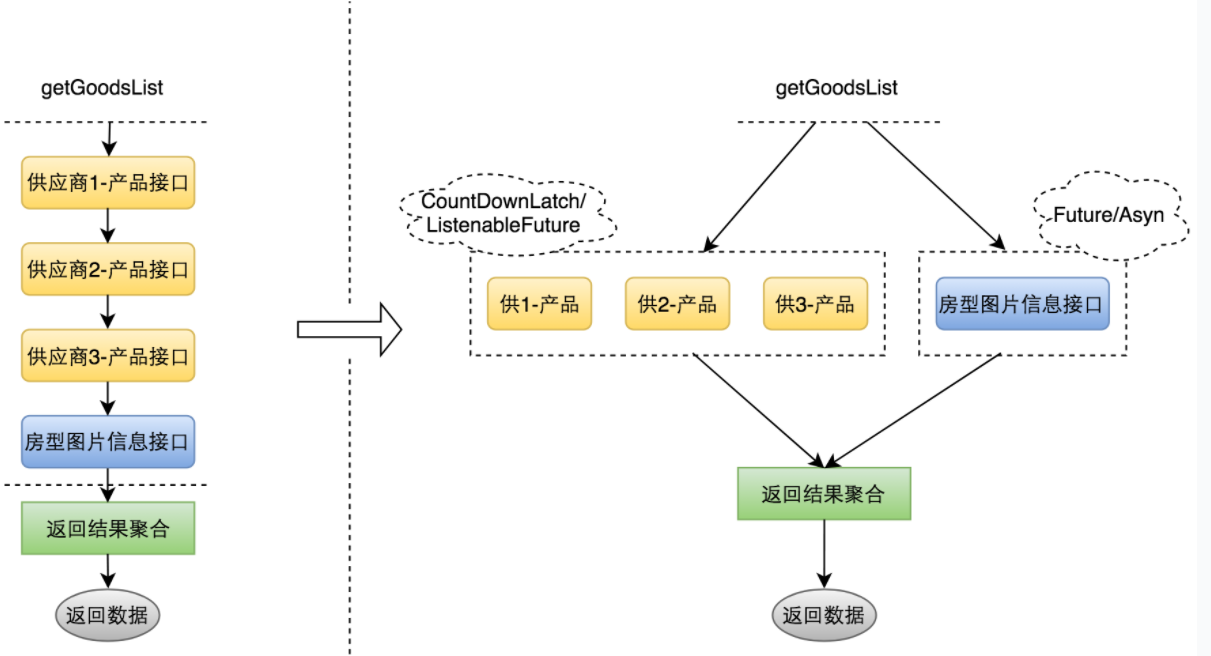 getGoodsList
供应商1-产品接口
供应商2-产品接口
供应商3-产品接口
房型图片信息接口
返回结果聚合
返回数据
getGoodsList
CountDownLatch/
ListenableFuture
Future/Asyn
供1-产品
供2-产品
供3-产品
房型图片信息接口
返回结果聚合
返回数据